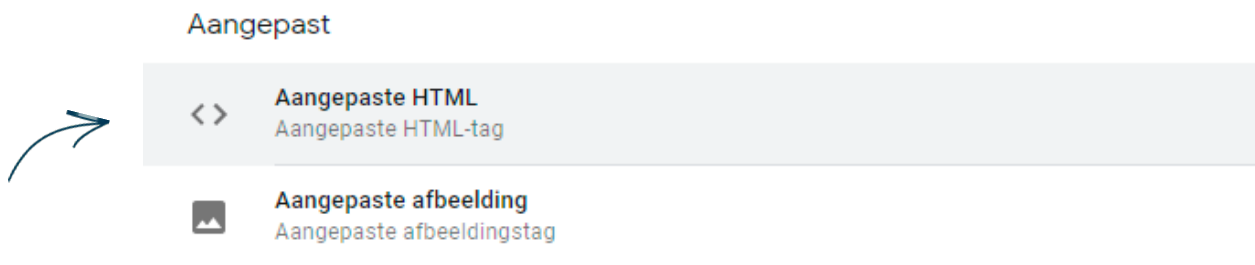 Aangepast
Aangepaste HTML
Aangepaste HTML-tag
Aangepaste afbeelding
Aangepaste afbeeldingstag